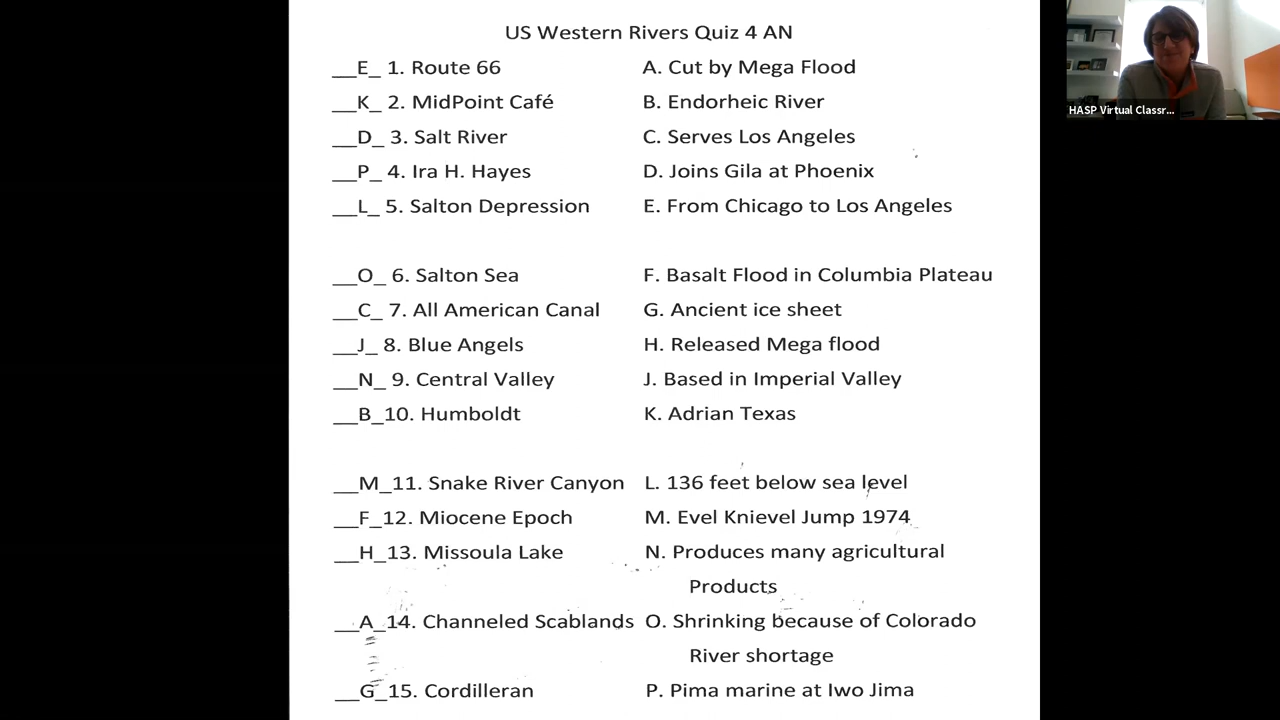 US Western Rivers Quiz 4 AN
__E_ 1. Route 66 A. Cut by Mega Flood
__K_ 2. MidPoint Café B. Endorheic River
__D_ 3. Salt River C. Serves Los Angeles
__P_ 4. Ira H. Hayes D. Joins Gila at Phoenix
__L_ 5. Salton Depression E. From Chicago to Los Angeles
__O_ 6. Salton Sea F. Basalt Flood in Columbia Plateau
__C_ 7. All American Canal G. Ancient ice sheet
__J_ 8. Blue Angels H. Released Mega flood
__N_ 9. Central Valley J. Based in Imperial Valley
__B_10. Humboldt K. Adrian Texas
__M_11. Snake River Canyon L. 136 feet below sea level
__F_12. Miocene Epoch M. Evel Knievel Jump 1974
__H_13. Missoula Lake N. Produces many agricultural
Products
__A_14. Channeled Scablands O. Shrinking because of Colorado
River shortage
__G_15. Cordilleran P. Pima marine at Iwo Jima
HASP Virtual Classr...